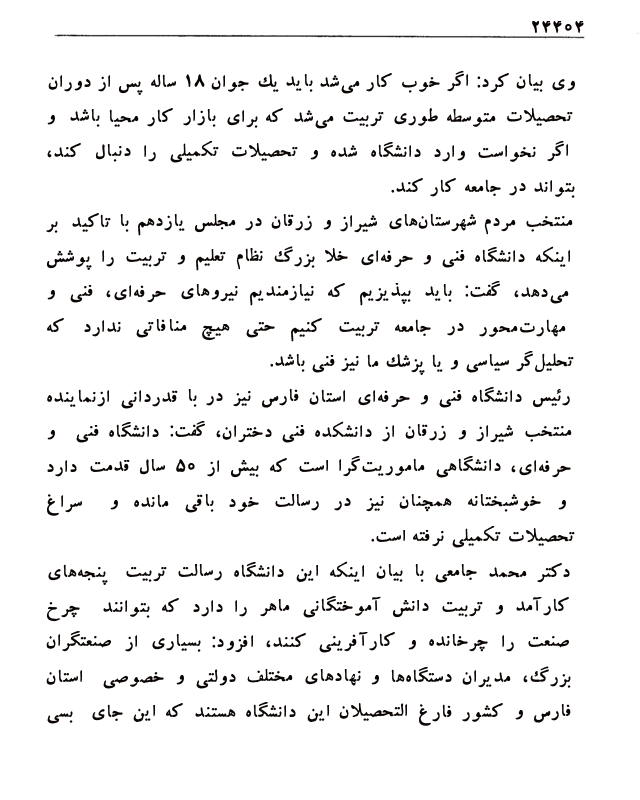 ۲۴۴۰۴
وی بیان کرد: اگر خوب کار می‌شد باید یك جوان ۱۸ ساله پس از دوران
تحصیلات متوسطه طوری تربیت می‌شد که برای بازار کار محیا باشد و
اگر نخواست وارد دانشگاه شده و تحصیلات تکمیلی را دنبال کند،
بتواند در جامعه کار کند.
منتخب مردم شهرستان‌های شیراز و زرقان در مجلس یازدهم با تاکید بر
اینکه دانشگاه فنی و حرفه‌ای خلا بزرگ نظام تعلیم و تربیت را پوشش
می‌دهد، گفت: باید بپذیزیم که نیازمندیم نیروهای حرفه‌ای، فنی و
مهارت‌محور در جامعه تربیت کنیم حتی هیچ منافاتی ندارد که
تحلیل‌گر سیاسی و یا پزشك ما نیز فنی باشد.
رئیس دانشگاه فنی و حرفه‌ای استان فارس نیز در با قدردانی ازنماینده
منتخب شیراز و زرقان از دانشکده فنی دختران، گفت: دانشگاه فنی و
حرفه‌ای، دانشگاهی ماموریت‌گرا است که بیش از ۵۰ سال قدمت دارد
و خوشبختانه همچنان نیز در رسالت خود باقی مانده و سراغ
تحصیلات تکمیلی نرفته است.
دکتر محمد جامعی با بیان اینکه این دانشگاه رسالت تربیت پنجه‌های
کارآمد و تربیت دانش آموختگانی ماهر را دارد که بتوانند چرخ
صنعت را چرخانده و کارآفرینی کنند، افزود: بسیاری از صنعتگران
بزرگ، مدیران دستگاه‌ها و نهادهای مختلف دولتی و خصوصی استان
فارس و کشور فارغ التحصیلان این دانشگاه هستند که این جای بسی